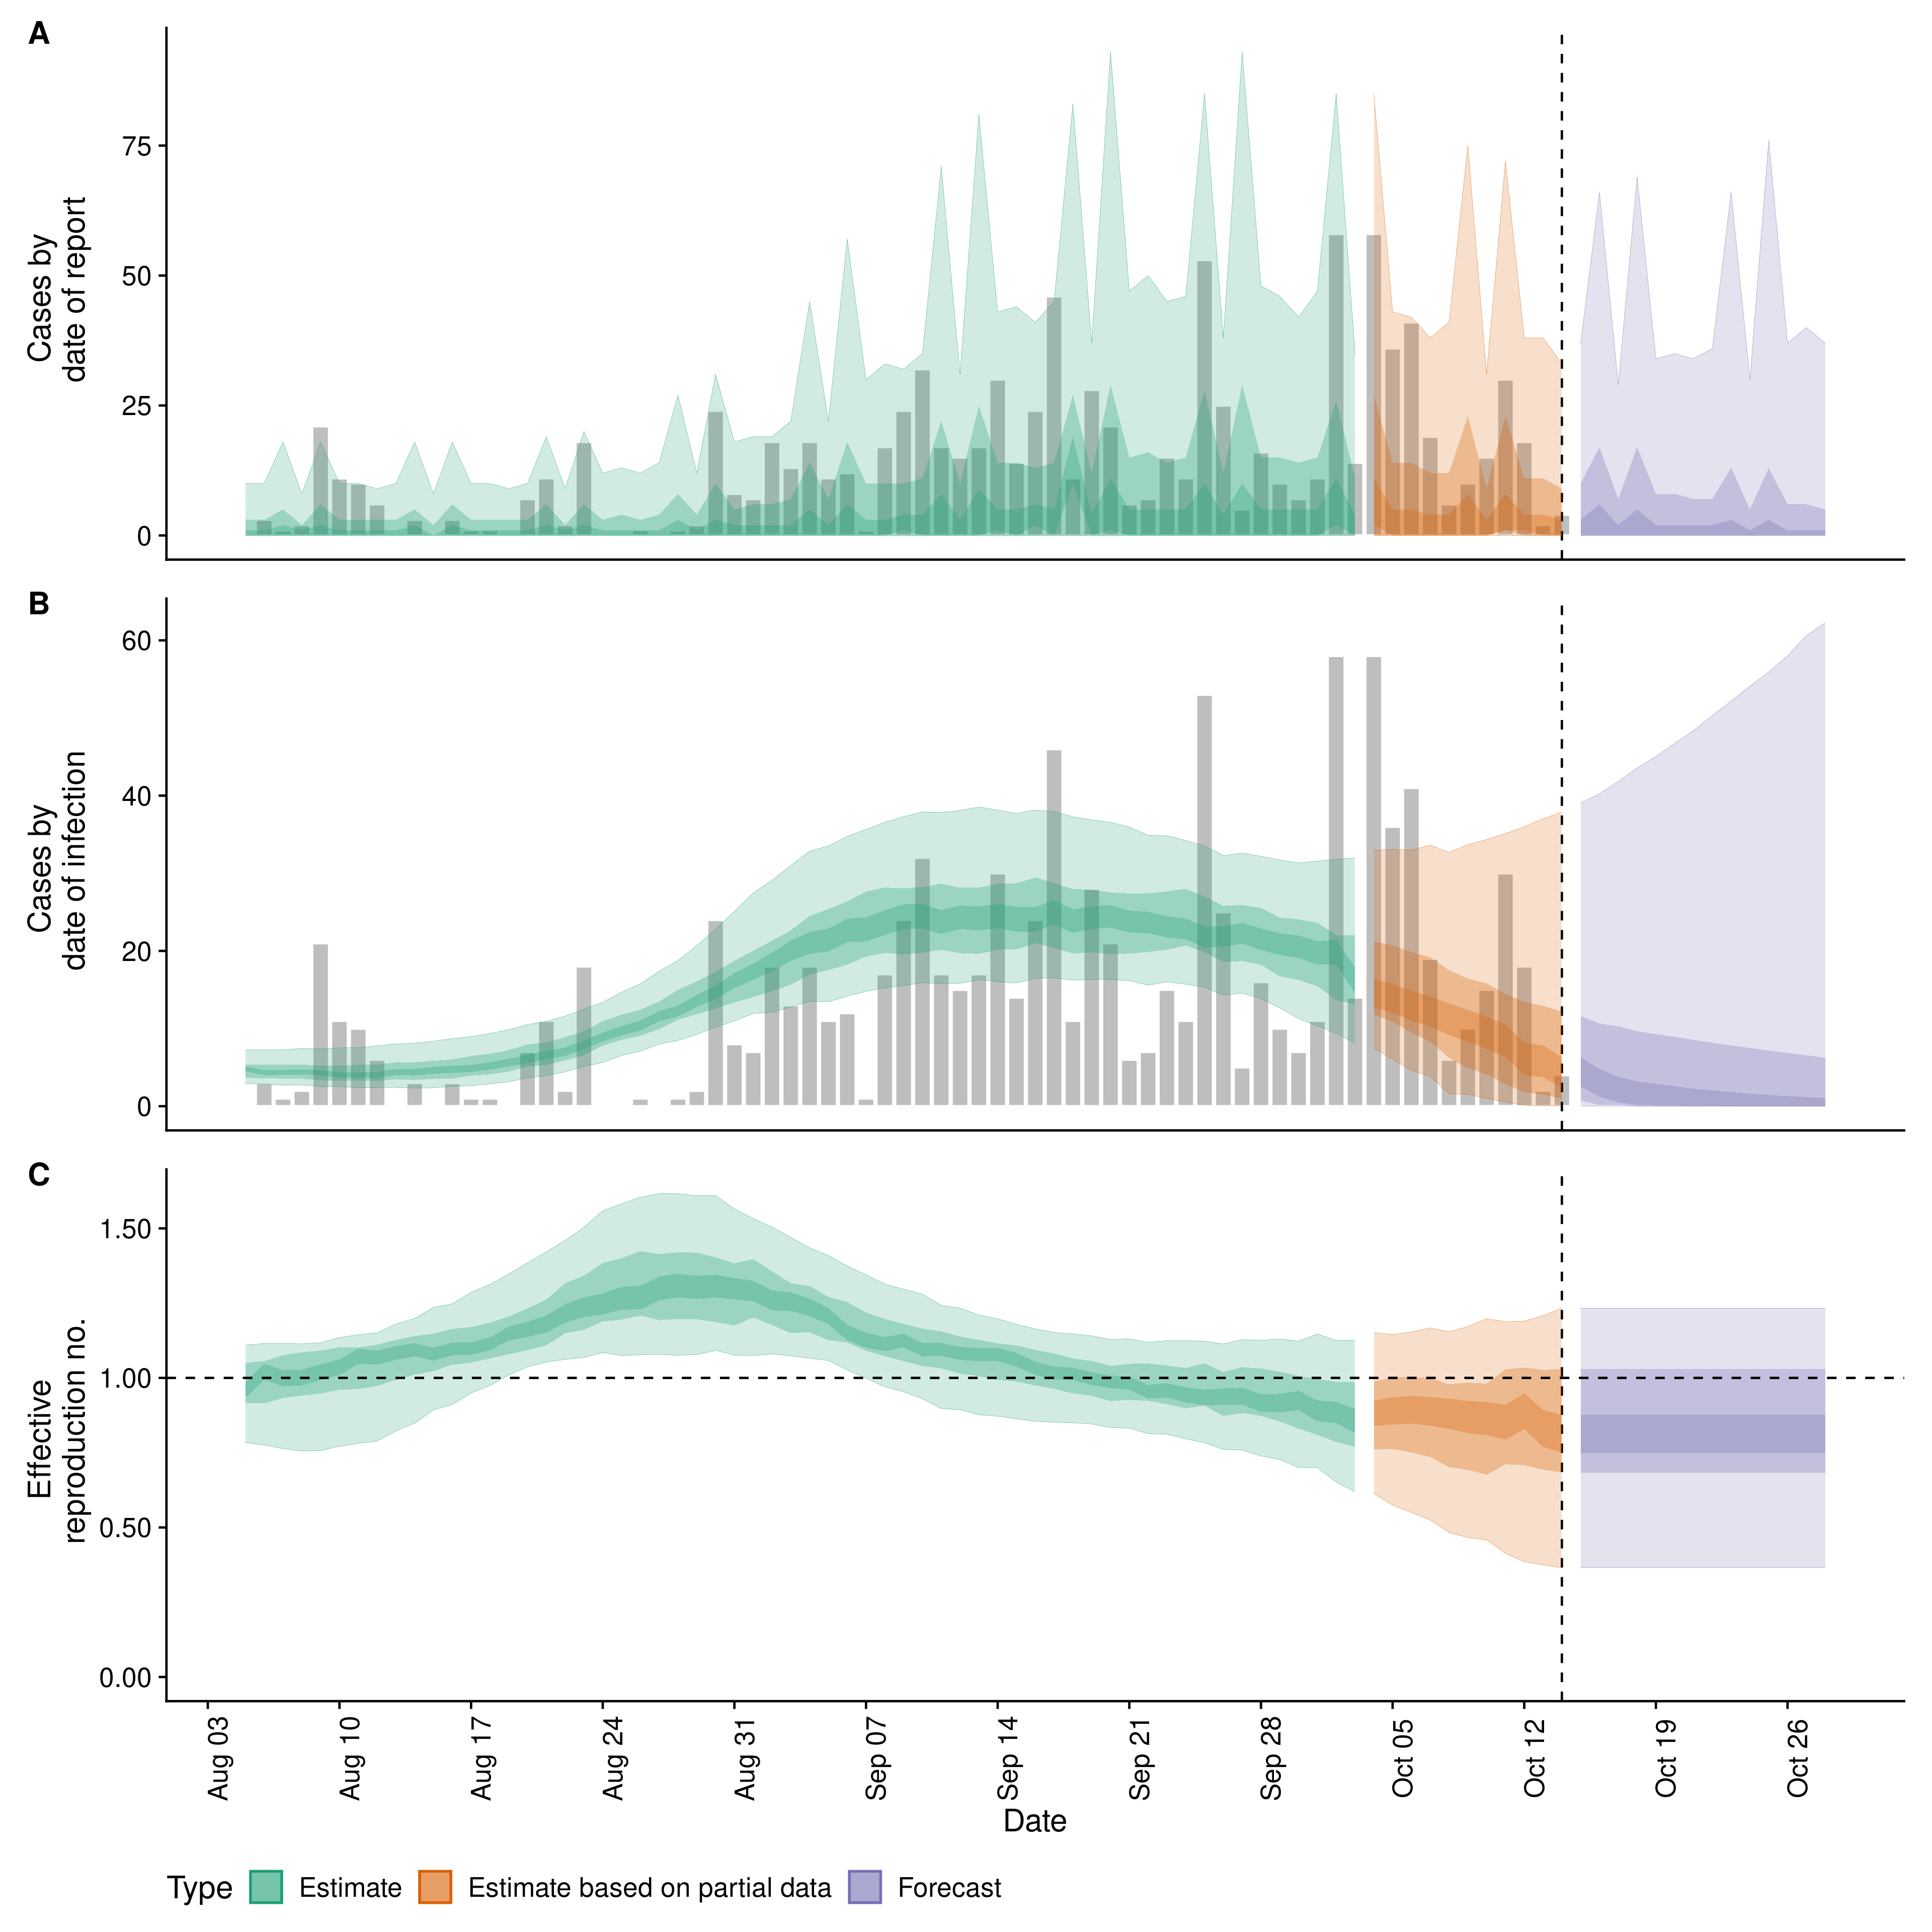 A
Cases by
date of report
75
50
25
0
B
Cases by
date of infection
60
40
20
0
C
Effective
reproduction no.
1.50
1.00
0.50
0.00
Aug 03
Aug 10
Aug 17
Aug 24
Aug 31
Sep 07
Sep 14
Sep 21
Sep 28
Oct 05
Oct 12
Oct 19
Oct 26
Date
Type Estimate Estimate based on partial data Forecast